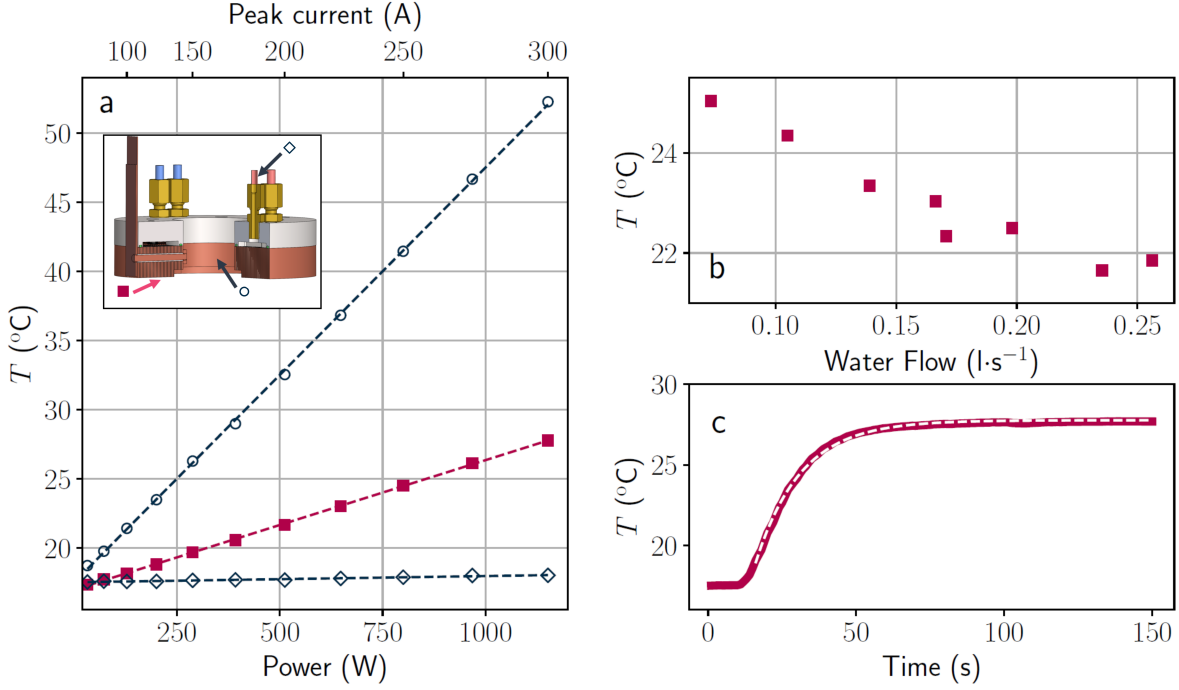 Peak current (A)
100 150 200 250 300
a
50
45
40
35
30
25
20
T (°C)
250 500 750 1000
Power (W)
24
22
T (°C)
b
0.10 0.15 0.20 0.25
Water Flow (l·s⁻¹)
c
30
25
20
T (°C)
0 50 100 150
Time (s)